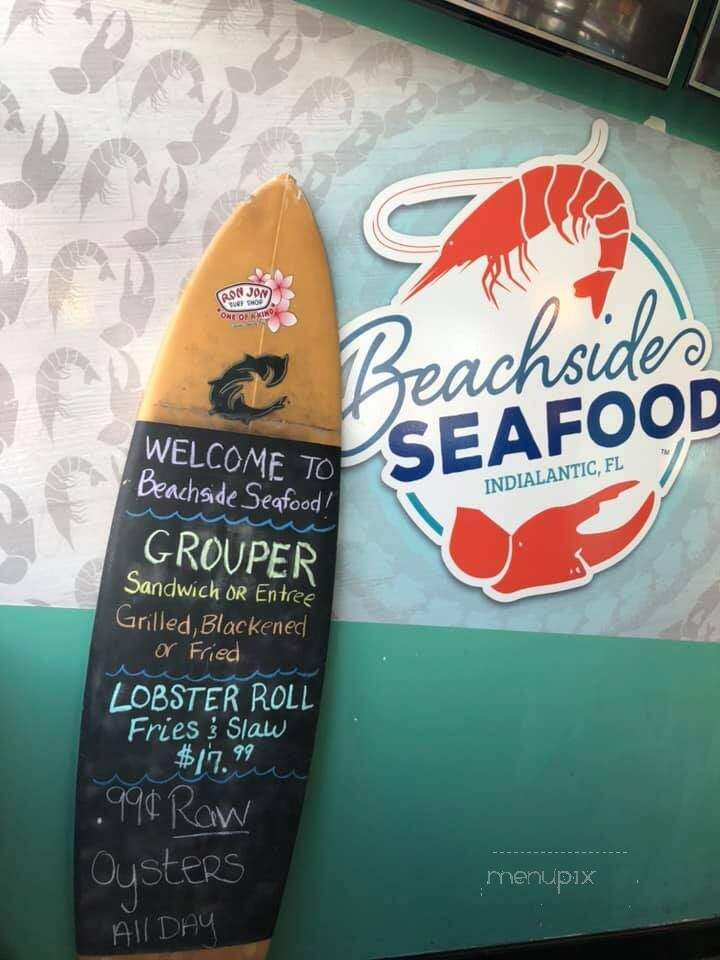 RON JON
SURF SHOP
ONE OF A KIND
WELCOME TO
Beachside Seafood!
GROUPER
Sandwich OR Entree
Grilled, Blackened
or Fried
LOBSTER ROLL
Fries & Slaw
$17.99
.99¢ Raw
Oysters
All DAY
Beachside
SEAFOOD
TM
INDIALANTIC, FL
menupix